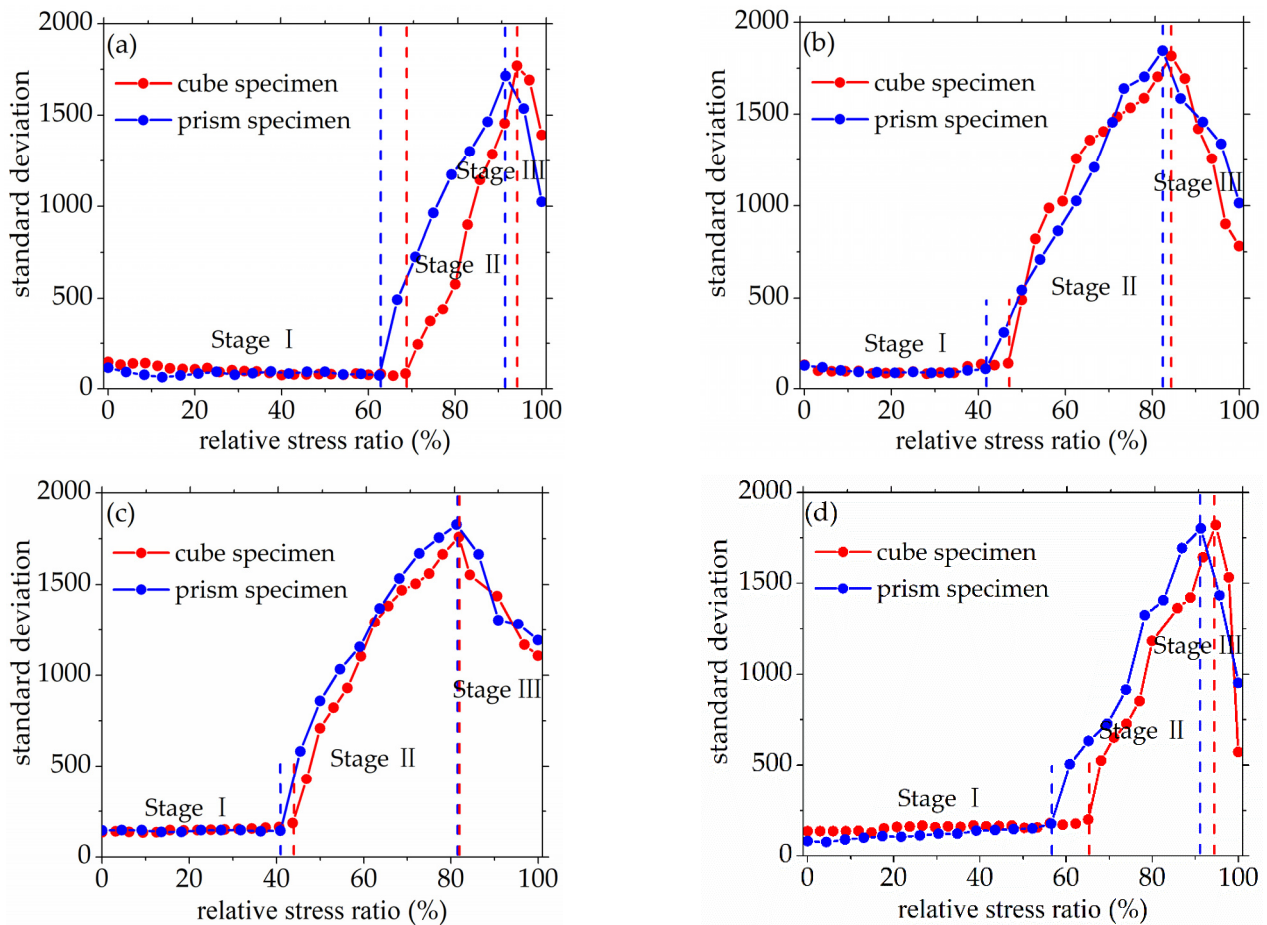 (a)
cube specimen
prism specimen
Stage I
Stage II
Stage III
standard deviation
0
500
1000
1500
2000
0 20 40 60 80 100
relative stress ratio (%)
(b)
cube specimen
prism specimen
Stage I
Stage II
Stage III
standard deviation
0
500
1000
1500
2000
0 20 40 60 80 100
relative stress ratio (%)
(c)
cube specimen
prism specimen
Stage I
Stage II
Stage III
standard deviation
0
500
1000
1500
2000
0 20 40 60 80 100
relative stress ratio (%)
(d)
cube specimen
prism specimen
Stage I
Stage II
Stage III
standard deviation
0
500
1000
1500
2000
0 20 40 60 80 100
relative stress ratio (%)